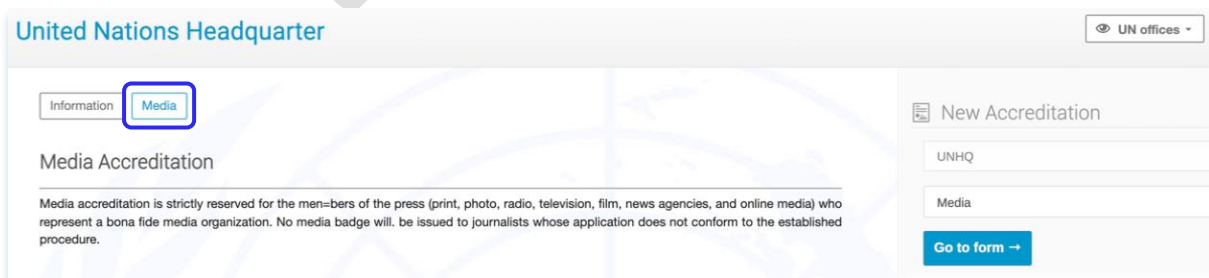 United Nations Headquarter
UN offices
Information
Media
Media Accreditation
Media accreditation is strictly reserved for the men=bers of the press (print, photo, radio, television, film, news agencies, and online media) who
represent a bona fide media organization. No media badge will. be issued to journalists whose application does not conform to the established
procedure.
New Accreditation
UNHQ
Media
Go to form →